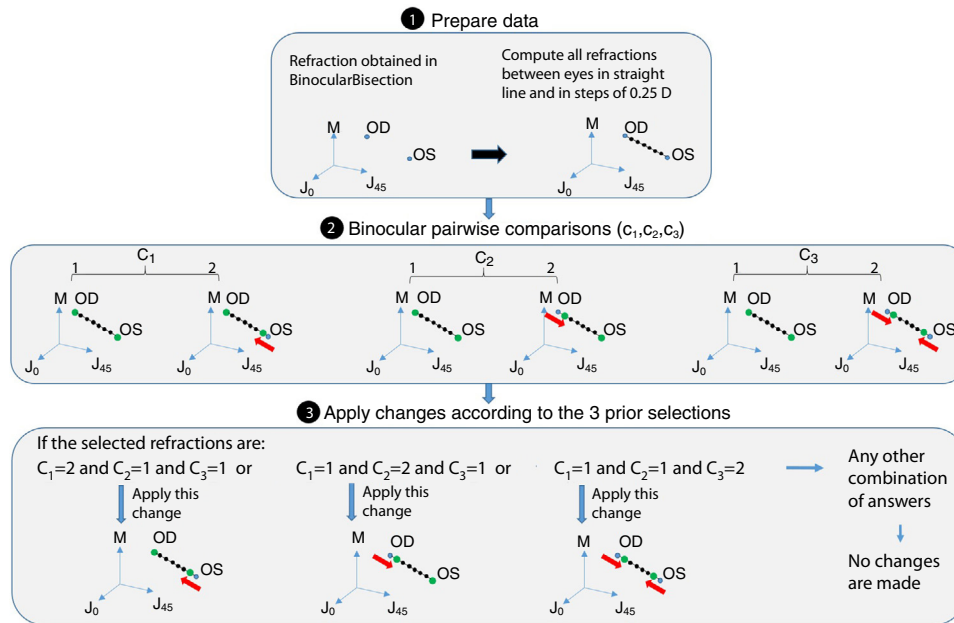 1 Prepare data
Refraction obtained in
BinocularBisection
Compute all refractions
between eyes in straight
line and in steps of 0.25 D
M OD
OS
J0 J45
M OD
OS
J0 J45
2 Binocular pairwise comparisons (c1,c2,c3)
C1
1 2
M OD
OS
J0 J45
M OD
OS
J0 J45
C2
1 2
M OD
OS
J0 J45
M OD
OS
J0 J45
C3
1 2
M OD
OS
J0 J45
M OD
OS
J0 J45
3 Apply changes according to the 3 prior selections
If the selected refractions are:
C1=2 and C2=1 and C3=1 or
Apply this
change
M OD
OS
J0 J45
C1=1 and C2=2 and C3=1 or
Apply this
change
M OD
OS
J0 J45
C1=1 and C2=1 and C3=2
Apply this
change
M OD
OS
J0 J45
Any other
combination
of answers
No changes
are made